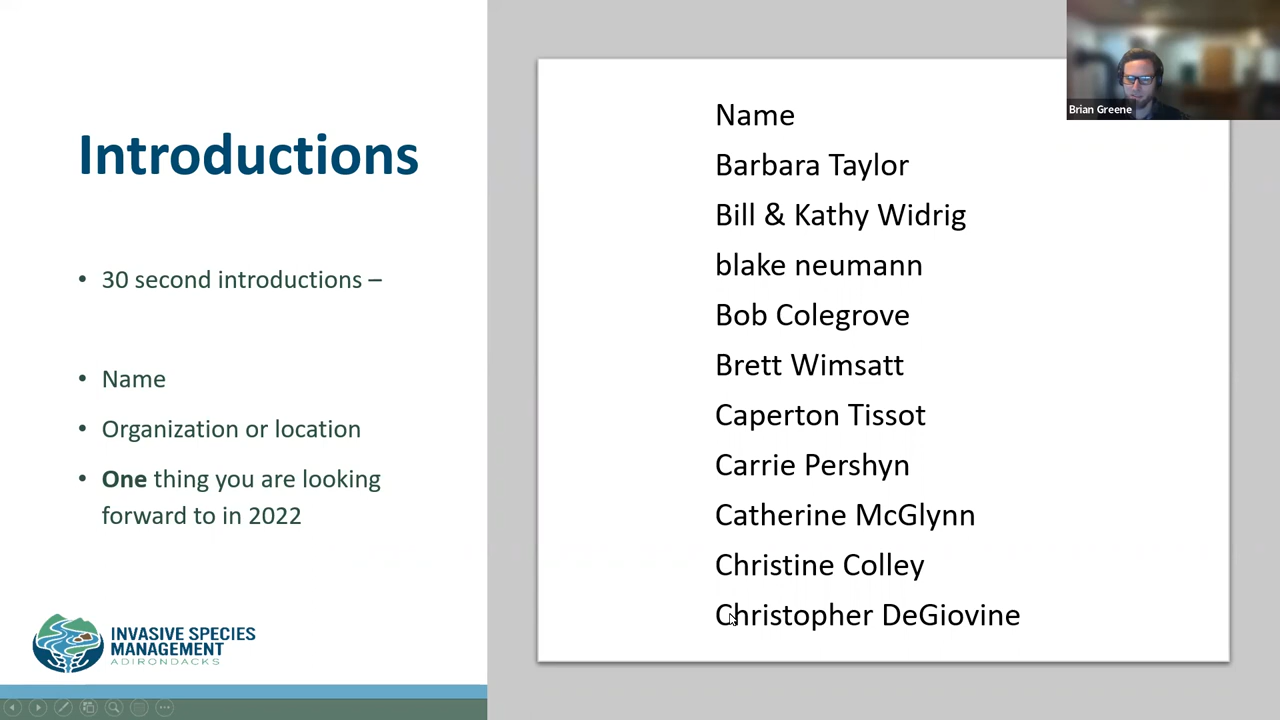 Introductions
• 30 second introductions –
• Name
• Organization or location
• One thing you are looking
forward to in 2022
INVASIVE SPECIES
MANAGEMENT
ADIRONDACKS
Name
Barbara Taylor
Bill & Kathy Widrig
blake neumann
Bob Colegrove
Brett Wimsatt
Caperton Tissot
Carrie Pershyn
Catherine McGlynn
Christine Colley
Christopher DeGiovine
Brian Greene